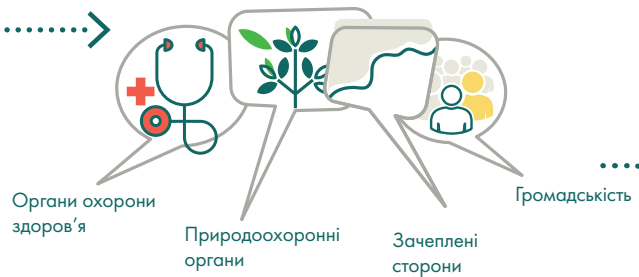 Органи охорони
здоров’я
Природоохоронні
органи
Зачеплені
сторони
Громадськість